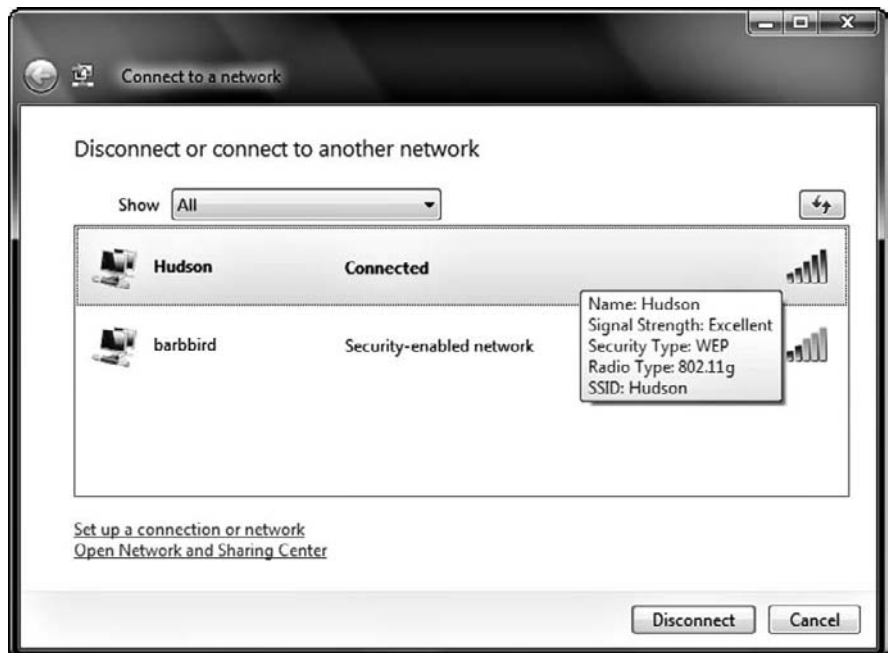 Connect to a network
Disconnect or connect to another network
Show All
Hudson Connected
Name: Hudson
Signal Strength: Excellent
Security Type: WEP
Radio Type: 802.11g
SSID: Hudson
barbbird Security-enabled network
Set up a connection or network
Open Network and Sharing Center
Disconnect Cancel